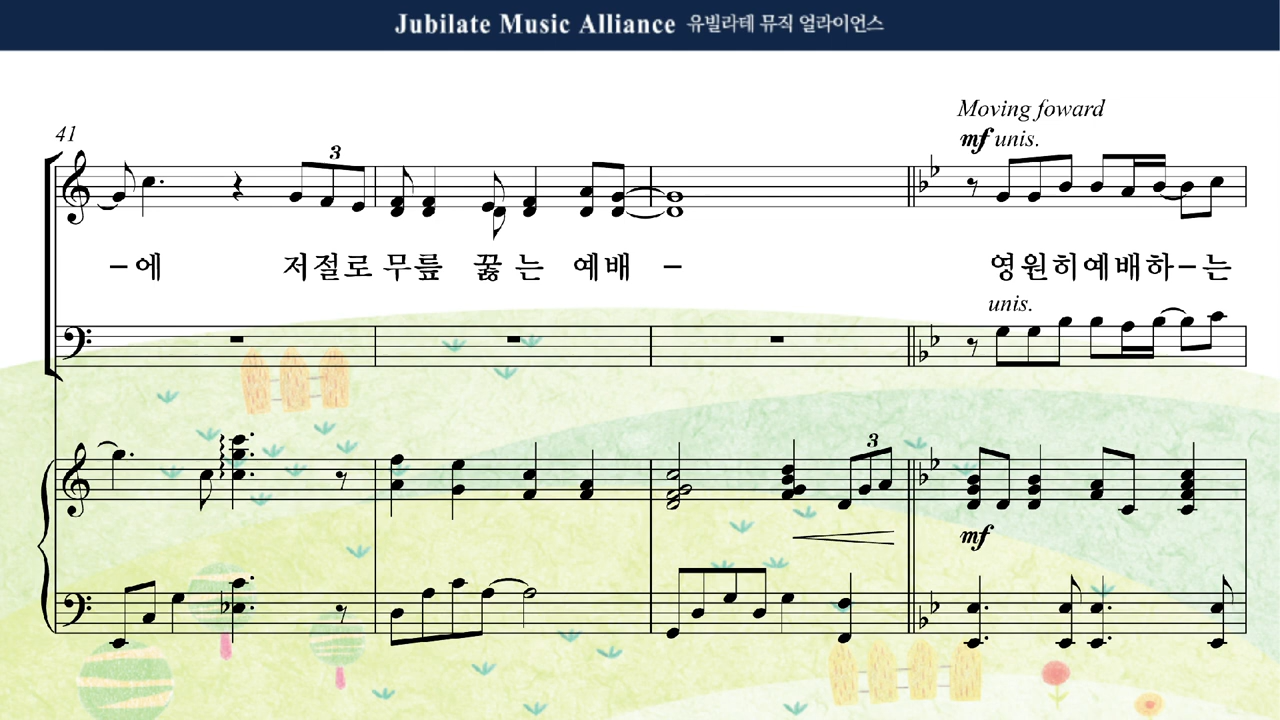 Jubilate Music Alliance 유빌라테 뮤직 얼라이언스
Moving foward
41
mf unis.
3
-에 저절로 무릎 꿇는 예배 - 영원히예배하-는
unis.
3
mf